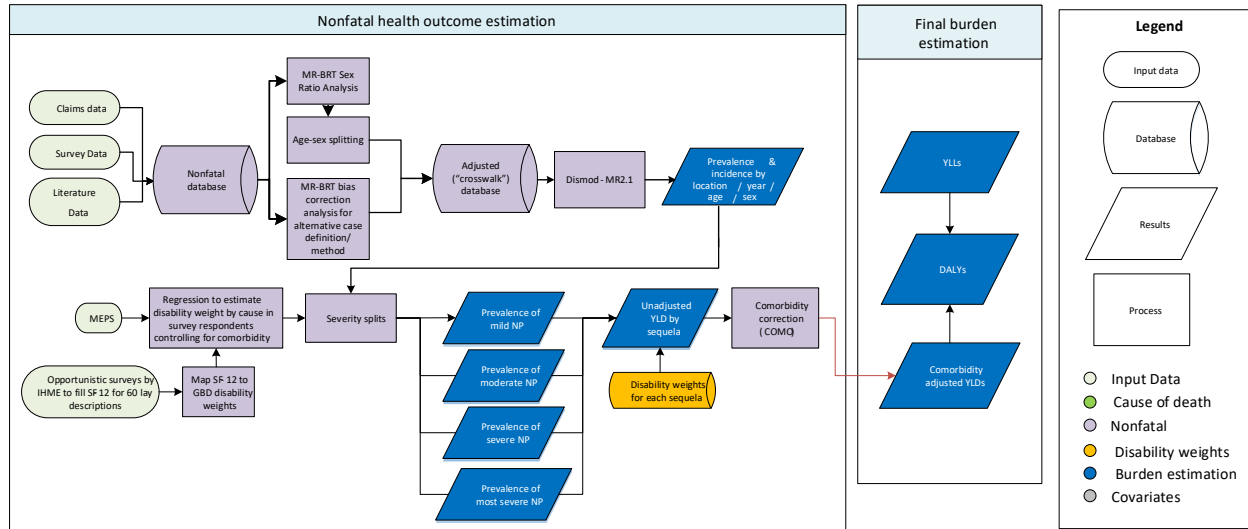 Nonfatal health outcome estimation
Claims data
Survey Data
Literature
Data
Nonfatal
database
MR-BRT Sex
Ratio Analysis
Age-sex splitting
MR-BRT bias
correction
analysis for
alternative case
definition/
method
Adjusted
("crosswalk")
database
Dismod - MR2.1
Prevalence &
incidence by
location / year /
age / sex
MEPS
Regression to estimate
disability weight by cause in
survey respondents
controlling for comorbidity
Opportunistic surveys by
IHME to fill SF 12 for 60 lay
descriptions
Map SF 12 to
GBD disability
weights
Severity splits
Prevalence of
mild NP
Prevalence of
moderate NP
Prevalence of
severe NP
Prevalence of
most severe NP
Unadjusted
YLD by
sequela
Disability weights
for each sequela
Comorbidity
correction
(COMO)
Final burden
estimation
YLLs
DALYs
Comorbidity
adjusted YLDs
Legend
Input data
Database
Results
Process
Input Data
Cause of death
Nonfatal
Disability weights
Burden estimation
Covariates